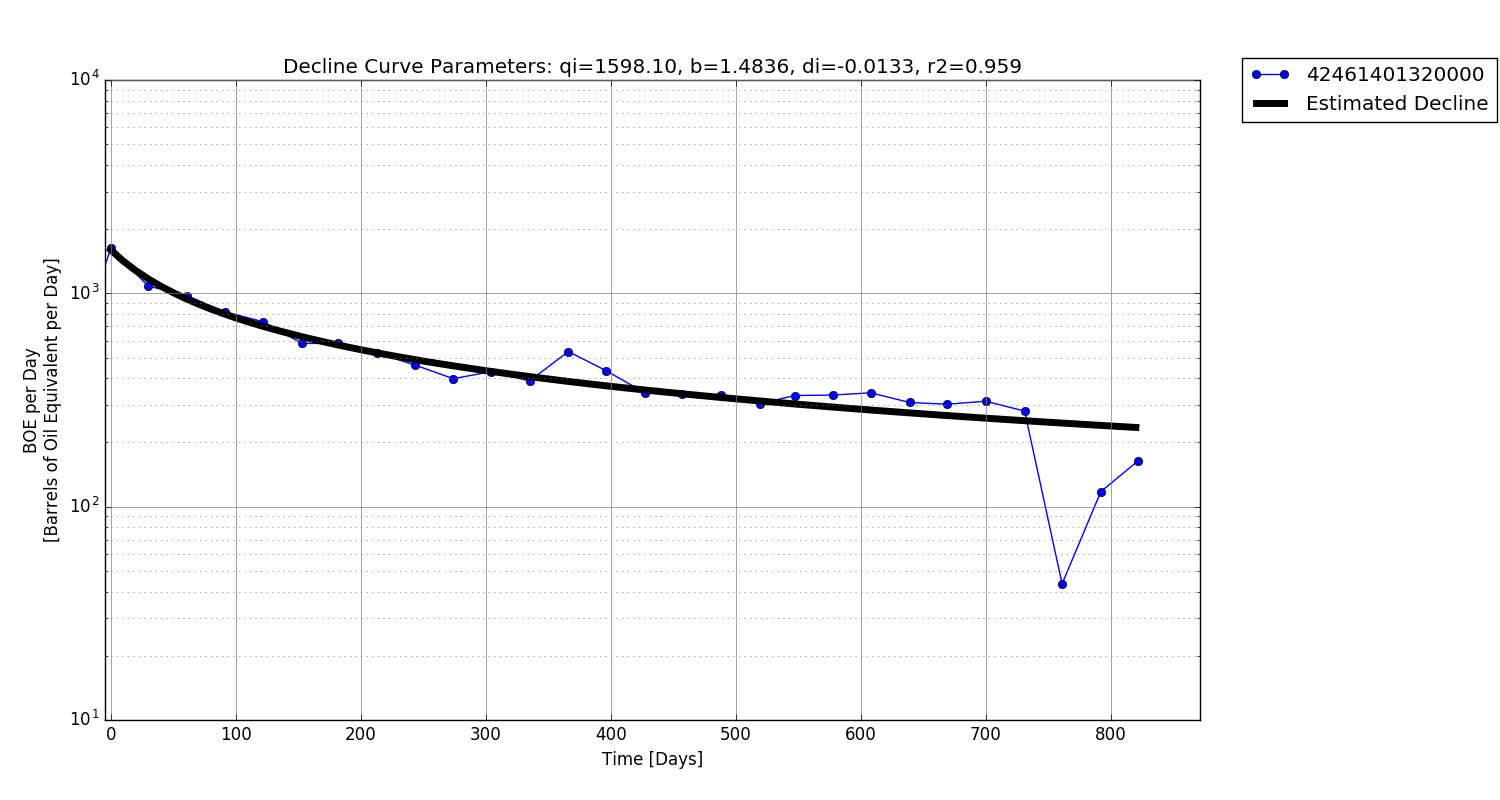 Decline Curve Parameters: qi=1598.10, b=1.4836, di=-0.0133, r2=0.959
42461401320000
Estimated Decline
10^4
10^3
10^2
10^1
BOE per Day
[Barrels of Oil Equivalent per Day]
0 100 200 300 400 500 600 700 800
Time [Days]